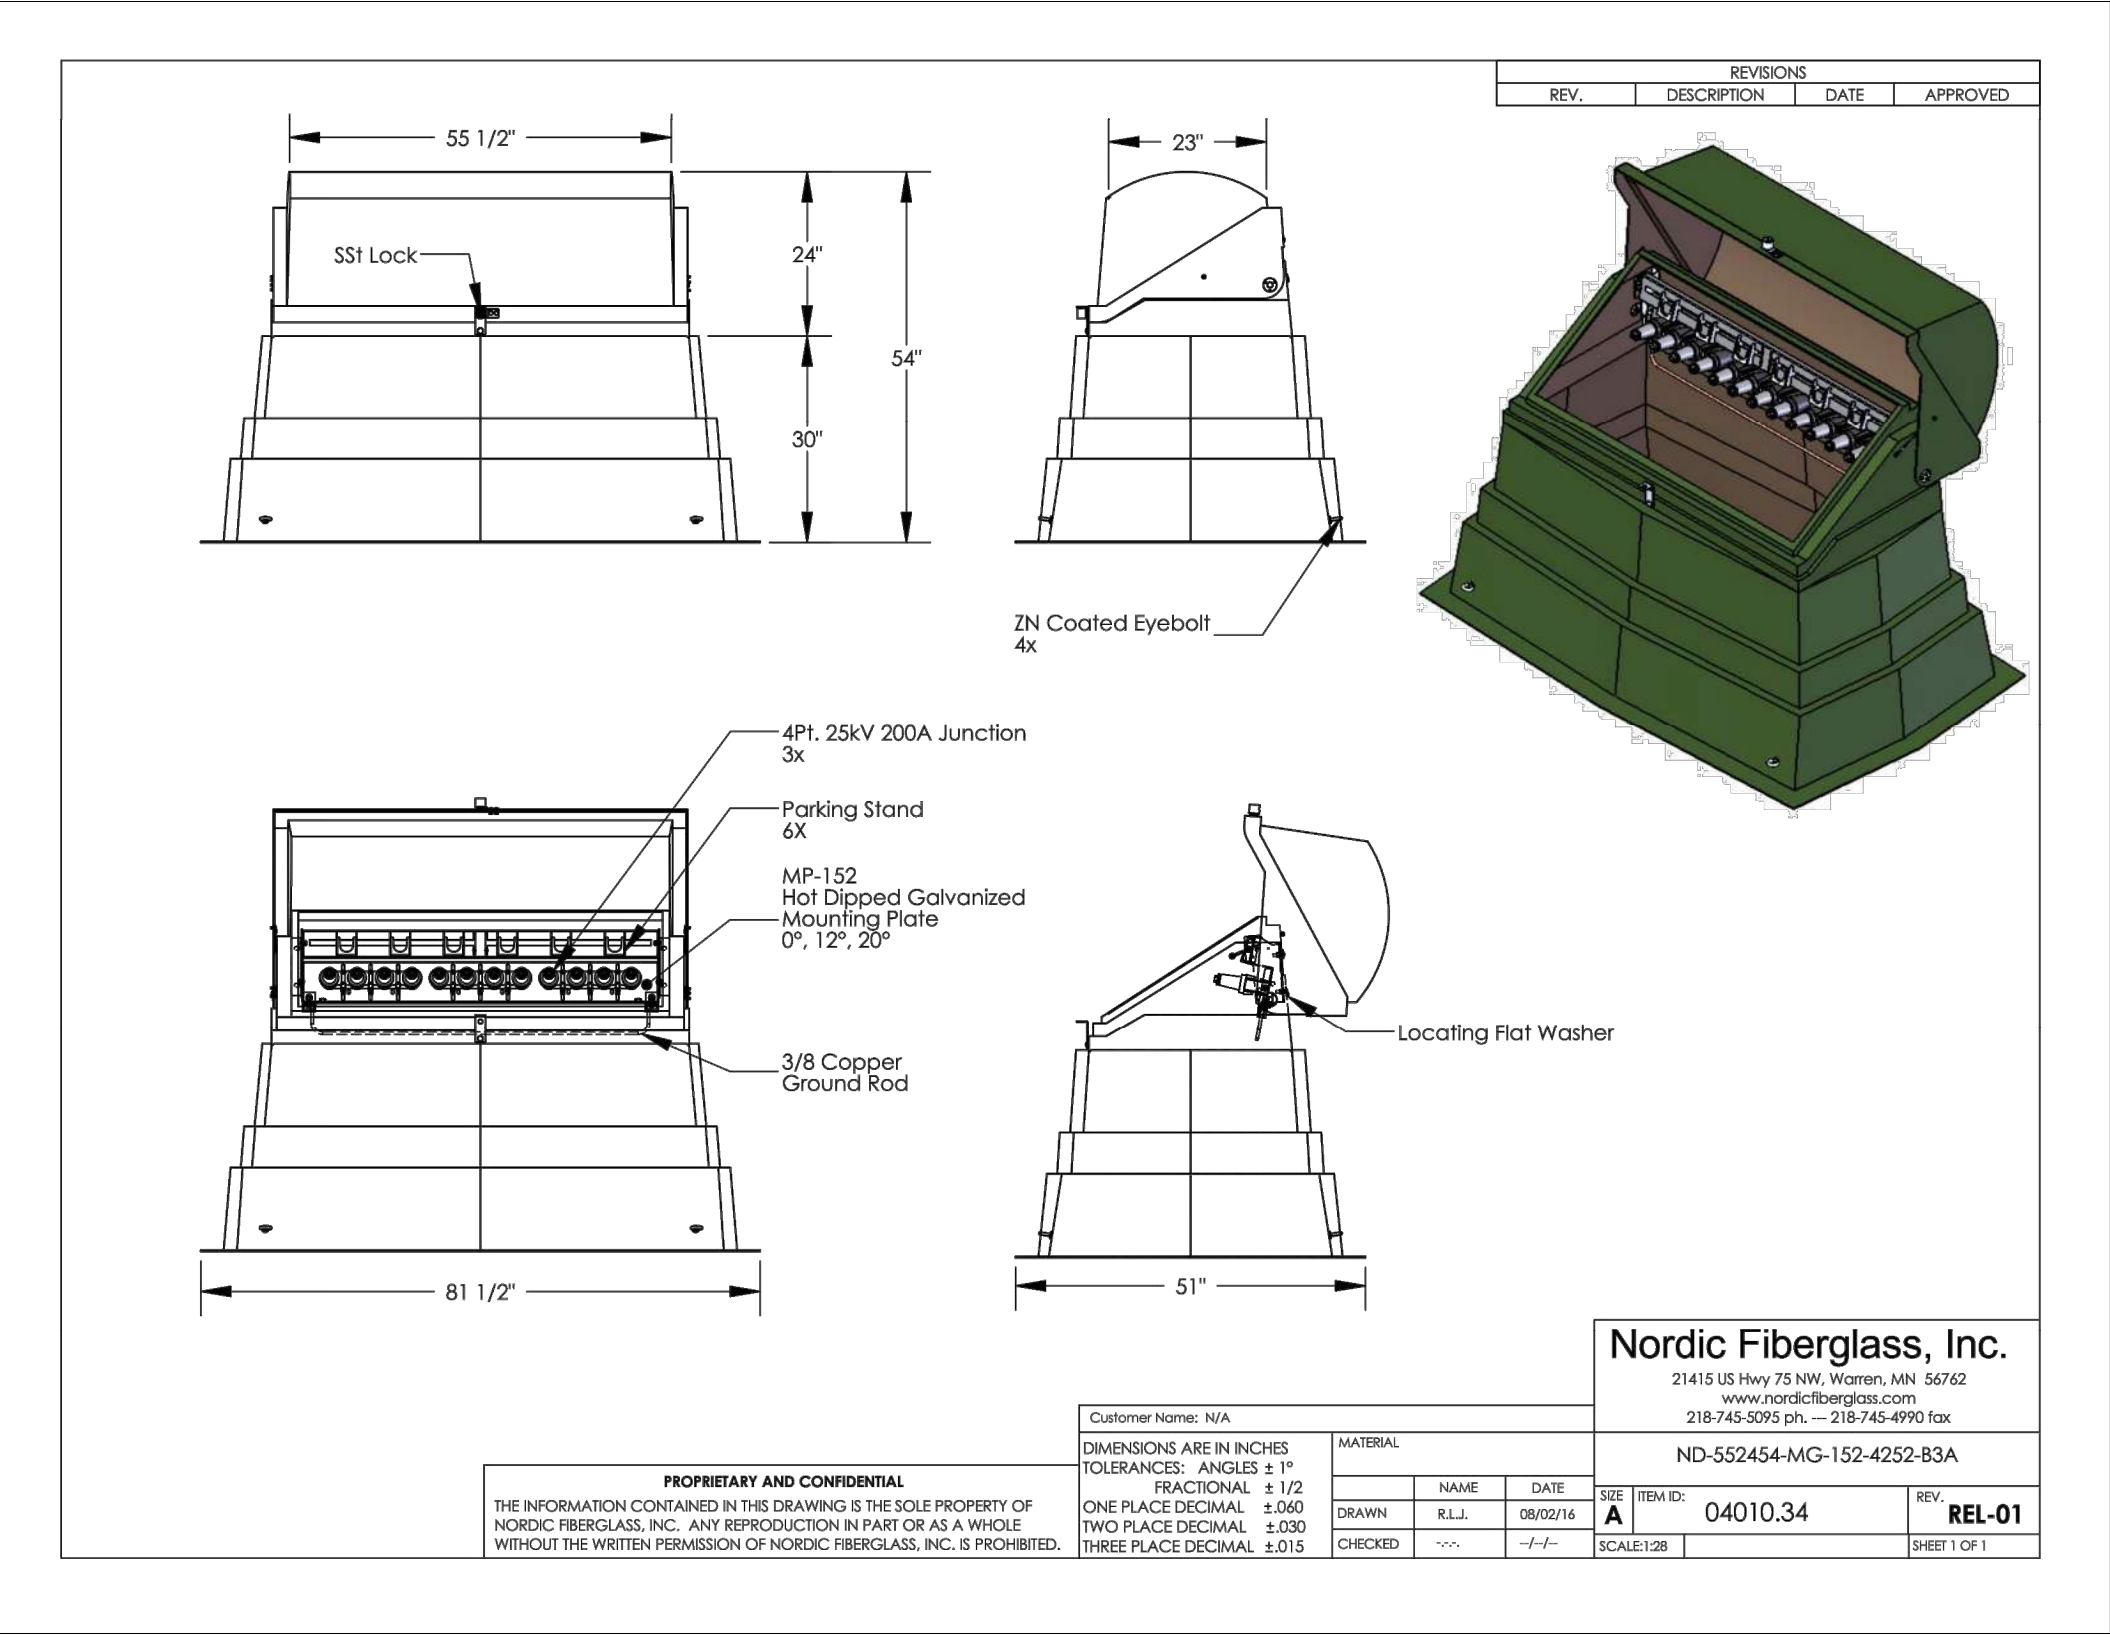 REVISIONS
REV. DESCRIPTION DATE APPROVED
55 1/2"
23"
SSt Lock
24"
54"
30"
ZN Coated Eyebolt
4x
4Pt. 25kV 200A Junction
3x
Parking Stand
6X
MP-152
Hot Dipped Galvanized
Mounting Plate
0°, 12°, 20°
Locating Flat Washer
3/8 Copper
Ground Rod
81 1/2"
51"
Nordic Fiberglass, Inc.
21415 US Hwy 75 NW, Warren, MN 56762
www.nordicfiberglass.com
218-745-5095 ph. --- 218-745-4990 fax
Customer Name: N/A
DIMENSIONS ARE IN INCHES
TOLERANCES: ANGLES ± 1°
FRACTIONAL ± 1/2
ONE PLACE DECIMAL ±.060
TWO PLACE DECIMAL ±.030
THREE PLACE DECIMAL ±.015
MATERIAL
NAME DATE
DRAWN R.L.J. 08/02/16
CHECKED -.-.-. --/--/--
ND-552454-MG-152-4252-B3A
SIZE
A
ITEM ID:
04010.34
REV.
REL-01
SCALE:1:28
SHEET 1 OF 1
PROPRIETARY AND CONFIDENTIAL
THE INFORMATION CONTAINED IN THIS DRAWING IS THE SOLE PROPERTY OF
NORDIC FIBERGLASS, INC. ANY REPRODUCTION IN PART OR AS A WHOLE
WITHOUT THE WRITTEN PERMISSION OF NORDIC FIBERGLASS, INC. IS PROHIBITED.